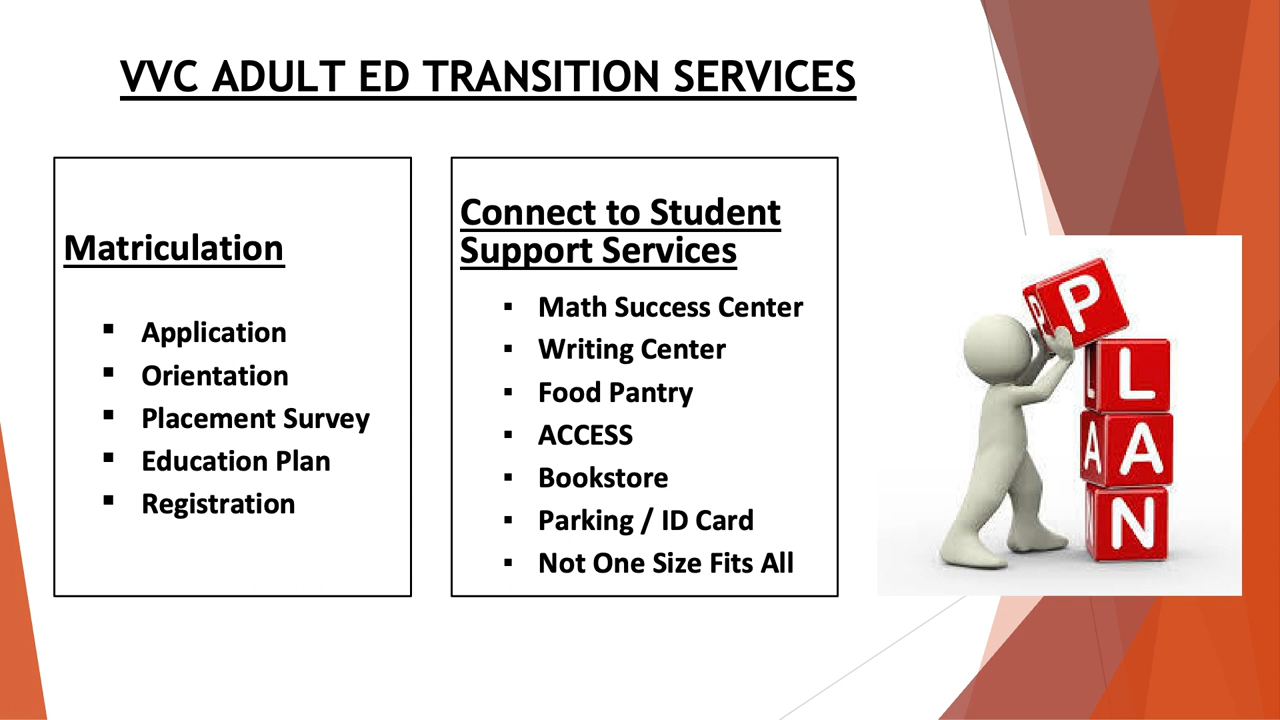 VVC ADULT ED TRANSITION SERVICES
Matriculation
▪ Application
▪ Orientation
▪ Placement Survey
▪ Education Plan
▪ Registration
Connect to Student
Support Services
▪ Math Success Center
▪ Writing Center
▪ Food Pantry
▪ ACCESS
▪ Bookstore
▪ Parking / ID Card
▪ Not One Size Fits All
P P
L L
A A
N